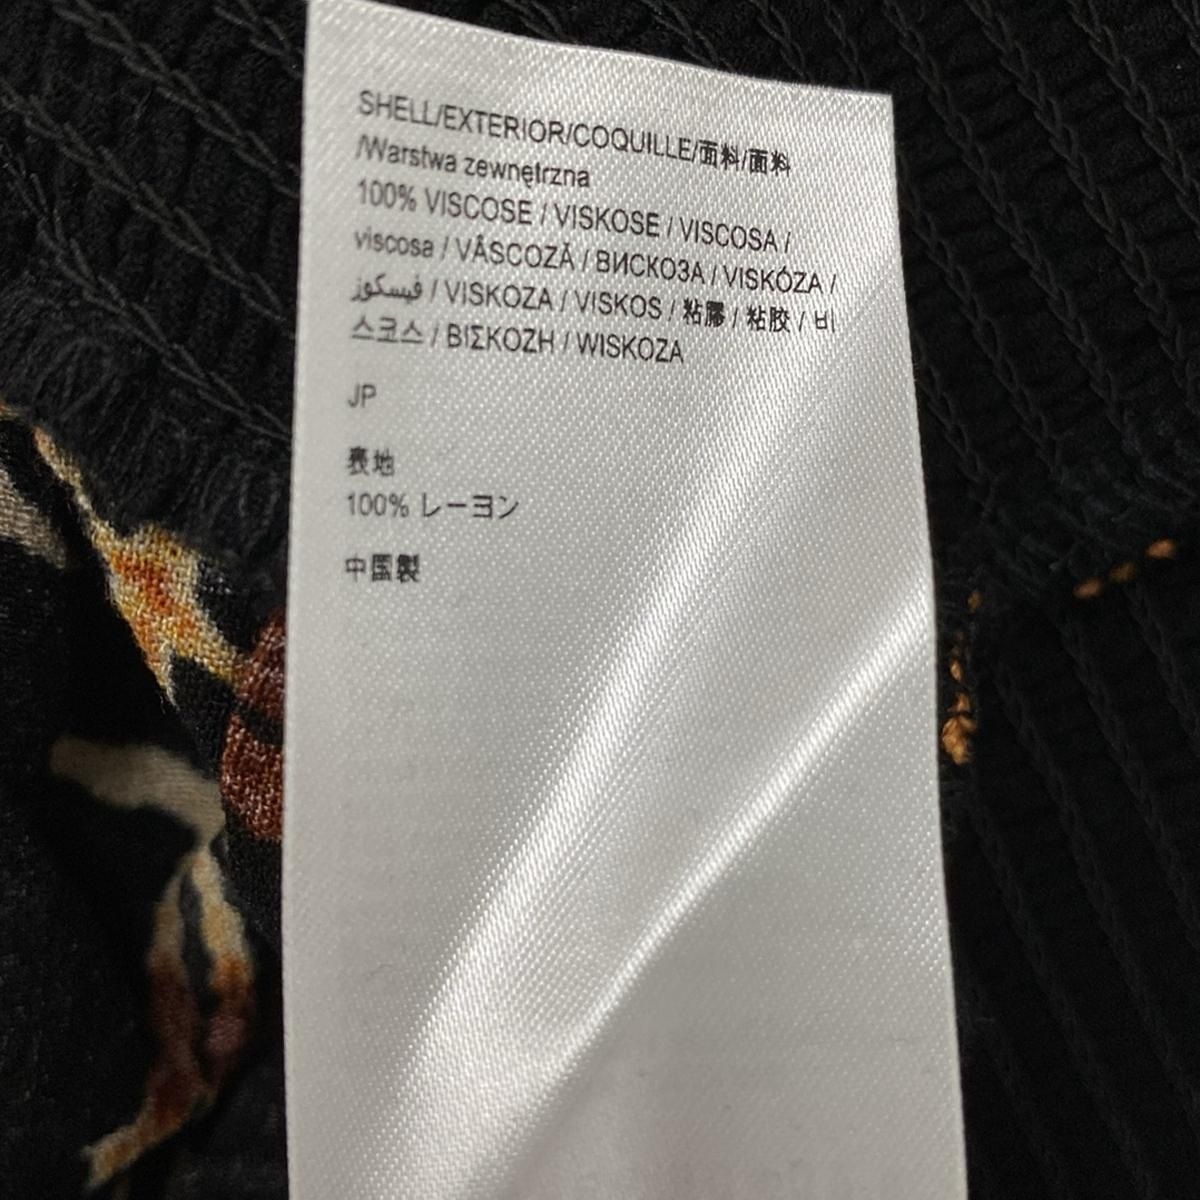 SHELL/EXTERIOR/COQUILLE/面料/面料
/Warstwa zewnętrzna
100% VISCOSE / VISKOSE / VISCOSA /
viscosa / VÂSCOZĂ / ВИСКОЗА / VISKÓZA /
فيسكوز / VISKOZA / VISKOS / 粘膠 / 粘胶 / 비
스코스 / ΒΙΣΚΟΖΗ / WISKOZA
JP
表地
100% レーヨン
中国製